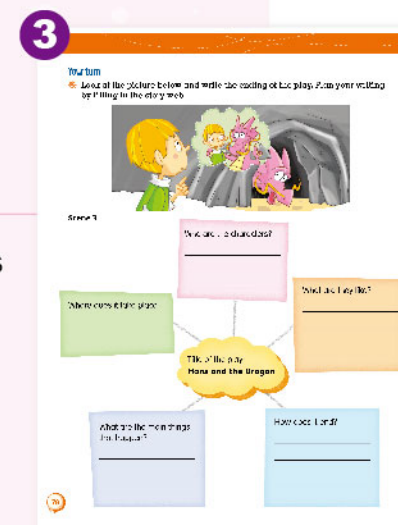 3
Your turn
Look at the picture below and write the ending of the play. Plan your writing
by filling in the story web.
Scene 3
Who are the characters?
Where does it take place
What are they like?
Title of the play
Hans and the Dragon
What are the main things
that happen?
How does it end?
78
s